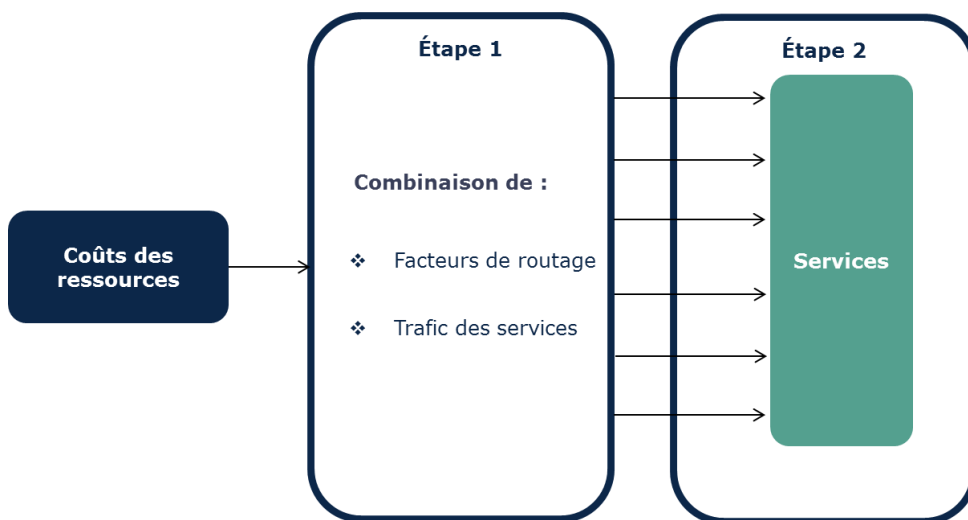 Étape 1
Étape 2
Combinaison de :
Coûts des
ressources
❖ Facteurs de routage
Services
❖ Trafic des services